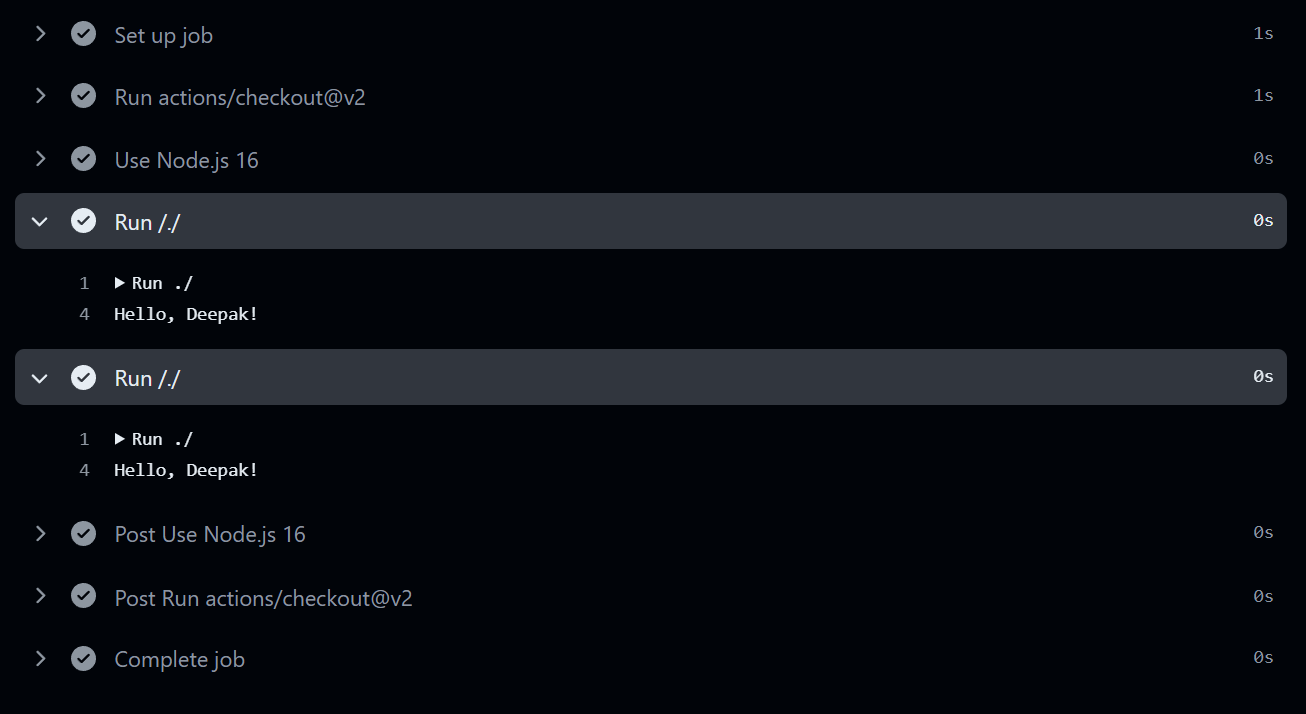 Set up job 1s
Run actions/checkout@v2 1s
Use Node.js 16 0s
Run /./ 0s
1 Run ./
4 Hello, Deepak!
Run /./ 0s
1 Run ./
4 Hello, Deepak!
Post Use Node.js 16 0s
Post Run actions/checkout@v2 0s
Complete job 0s